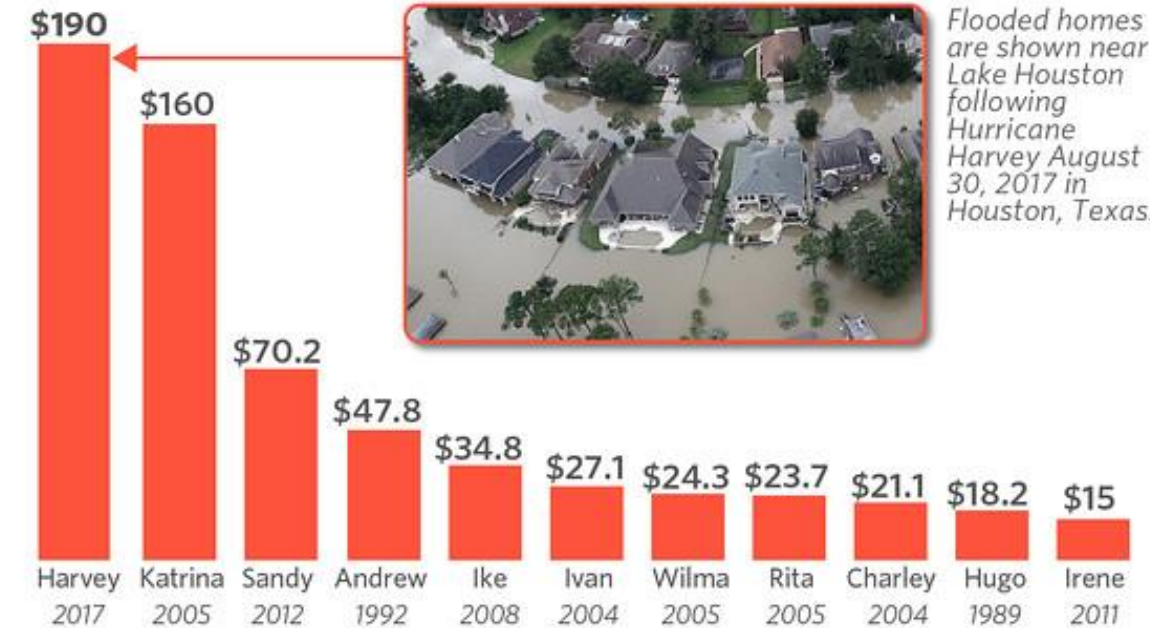 $190
$160
$70.2
$47.8
$34.8
$27.1
$24.3
$23.7
$21.1
$18.2
$15
Flooded homes
are shown near
Lake Houston
following
Hurricane
Harvey August
30, 2017 in
Houston, Texas.
Harvey Katrina Sandy Andrew Ike Ivan Wilma Rita Charley Hugo Irene
2017 2005 2012 1992 2008 2004 2005 2005 2004 1989 2011